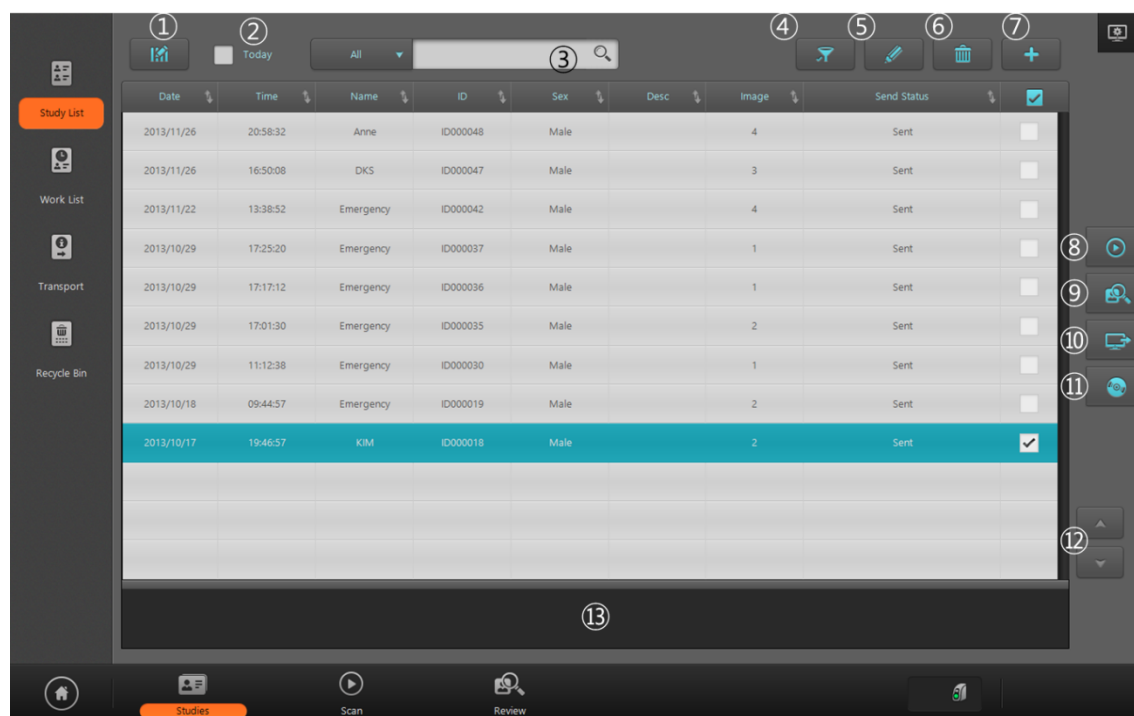 ① ② ③ ④ ⑤ ⑥ ⑦
Today All
Study List
Work List
Transport
Recycle Bin
Date Time Name ID Sex Desc Image Send Status
2013/11/26 20:58:32 Anne ID000048 Male 4 Sent
2013/11/26 16:50:08 DKS ID000047 Male 3 Sent
2013/11/22 13:38:52 Emergency ID000042 Male 4 Sent
2013/10/29 17:25:20 Emergency ID000037 Male 1 Sent
2013/10/29 17:17:12 Emergency ID000036 Male 1 Sent
2013/10/29 17:01:30 Emergency ID000035 Male 2 Sent
2013/10/29 11:12:38 Emergency ID000030 Male 1 Sent
2013/10/18 09:44:57 Emergency ID000019 Male 2 Sent
2013/10/17 19:46:57 KIM ID000018 Male 2 Sent
⑧
⑨
⑩
⑪
⑫
⑬
Studies Scan Review